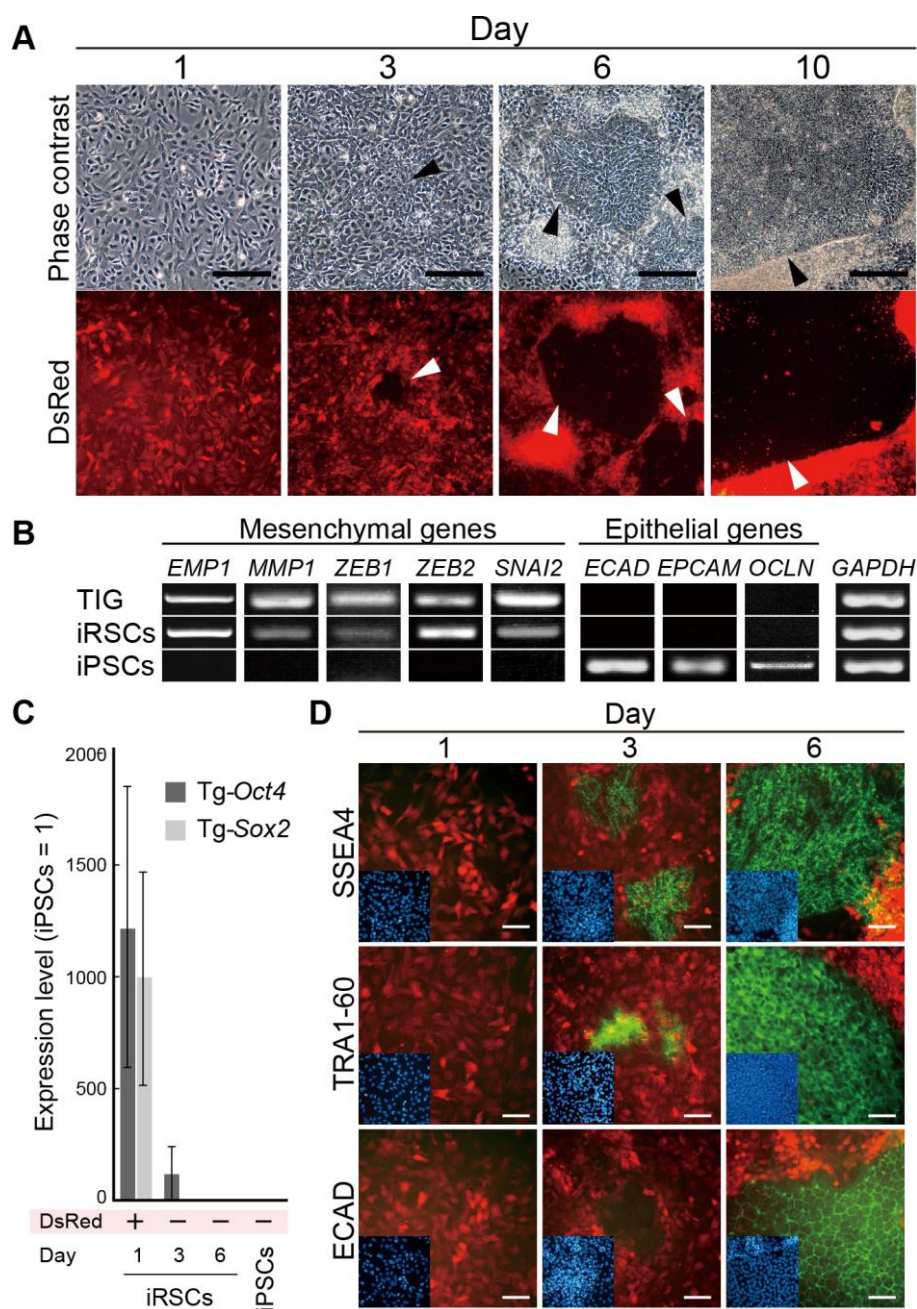 A
Day
1 3 6 10
Phase contrast
DsRed
B
Mesenchymal genes Epithelial genes
EMP1 MMP1 ZEB1 ZEB2 SNAI2 ECAD EPCAM OCLN GAPDH
TIG
iRSCs
iPSCs
C
Expression level (iPSCs = 1)
2000
1500
1000
500
0
Tg-Oct4
Tg-Sox2
DsRed + − − −
Day 1 3 6
iRSCs
iPSCs
D
Day
1 3 6
SSEA4
TRA1-60
ECAD